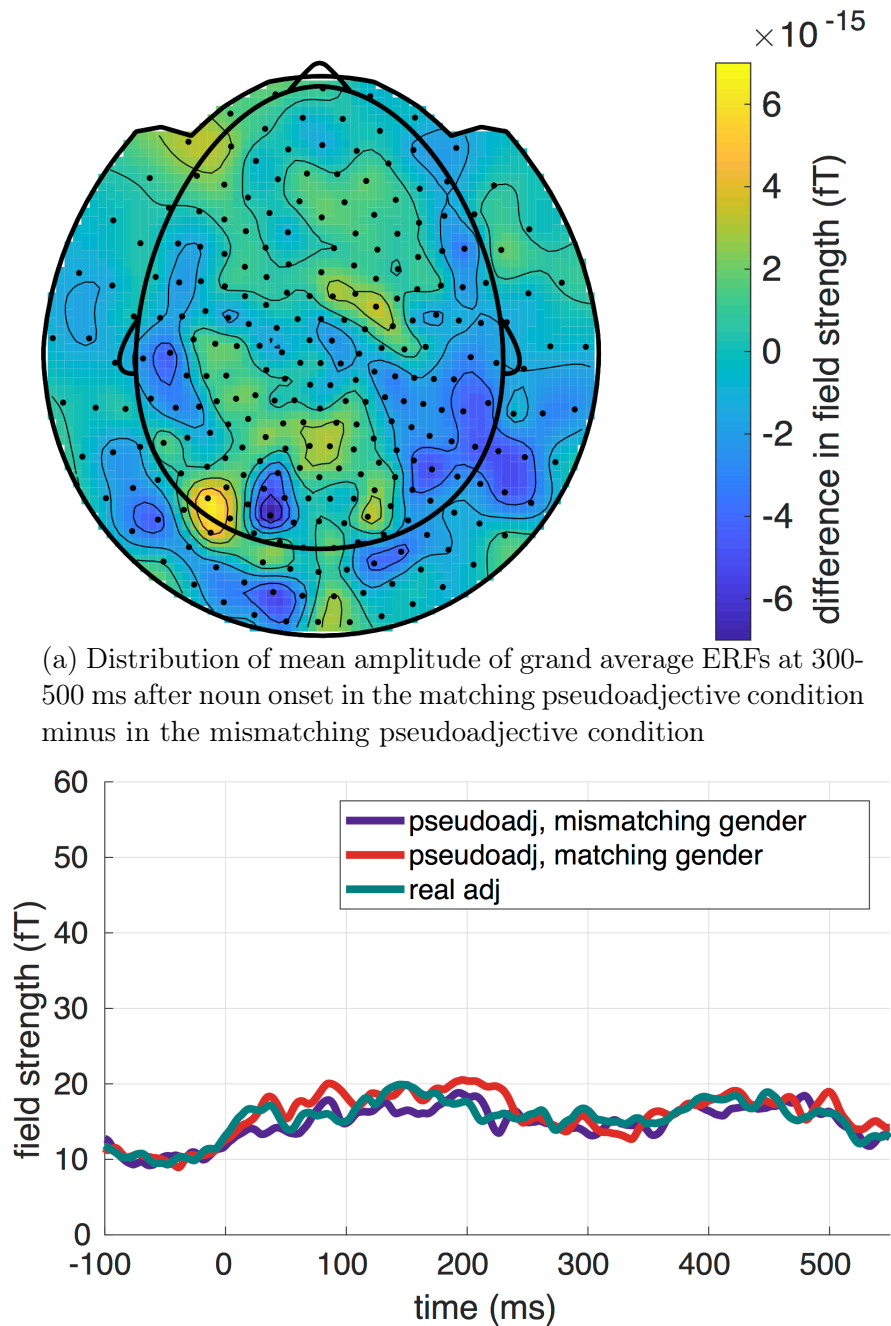 ×10 -15
6
4
2
0
-2
-4
-6
difference in field strength (fT)
(a) Distribution of mean amplitude of grand average ERFs at 300-
500 ms after noun onset in the matching pseudoadjective condition
minus in the mismatching pseudoadjective condition
60
50
40
30
20
10
0
field strength (fT)
pseudoadj, mismatching gender
pseudoadj, matching gender
real adj
-100 0 100 200 300 400 500
time (ms)